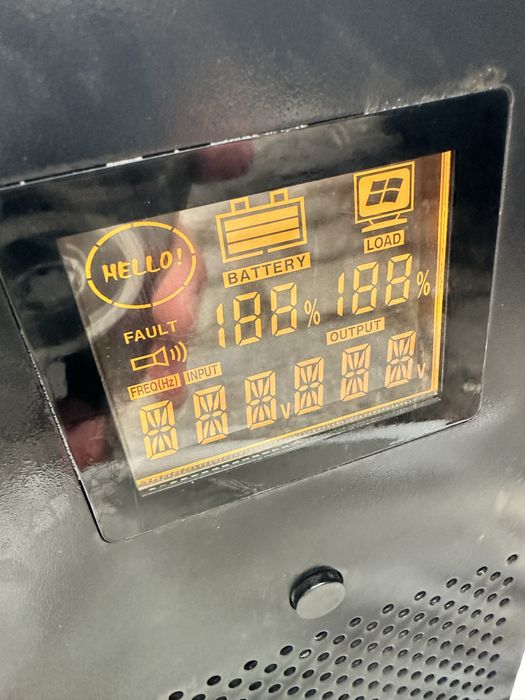 HELLO!
BATTERY
LOAD
188% 188%
FAULT
OUTPUT
FREQ(Hz) INPUT
V V